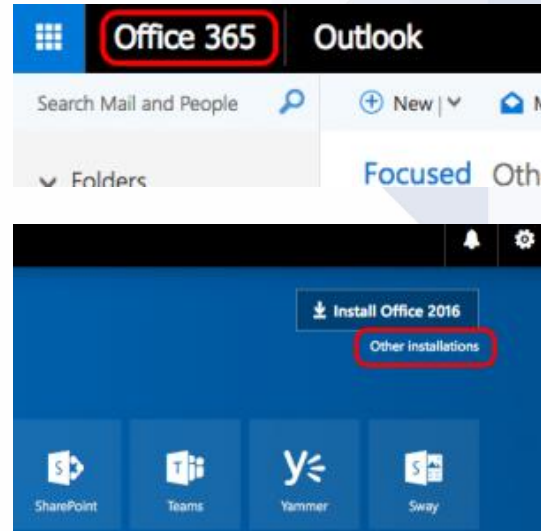 Office 365 Outlook
Search Mail and People New
Folders Focused
Install Office 2016
Other installations
SharePoint Teams Yammer Sway